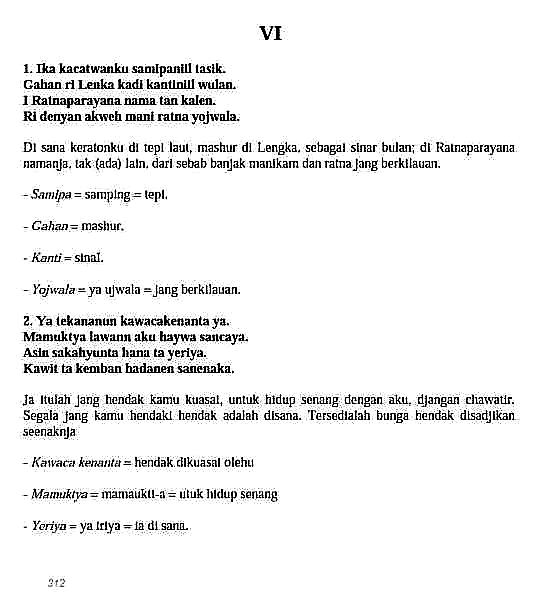 VI
1. Ika kacatwanku samipaniil tasik.
Gahan ri Lenka kadi kantiniil wulan.
I Ratnaparayana nama tan kalen.
Ri denyan akweh mani ratna yojwala.
Di sana keratonku di tepi laut, mashur di Lengka, sebagai sinar bulan; di Ratnaparayana
namanja, tak (ada) lain, dari sebab banjak manikam dan ratna jang berkilauan.
- Samipa = samping = tepi.
- Gahan = mashur.
- Kanti = sinai.
- Yojwala = ya ujwala = jang berkilauan.
2. Ya tekananun kawacakenanta ya.
Mamuktya lawann aku haywa sancaya.
Asin sakahyunta hana ta yeriya.
Kawit ta kemban hadanen sanenaka.
Ja itulah jang hendak kamu kuasai, untuk hidup senang dengan aku, djangan chawatir.
Segala jang kamu hendaki hendak adalah disana. Tersedialah bunga hendak disadjikan
seenaknja
- Kawaca kenanta = hendak dikuasai olehu
- Mamuktya = mamaukti-a = utuk hidup senang
- Yeriya = ya iriya = ia di sana.
212